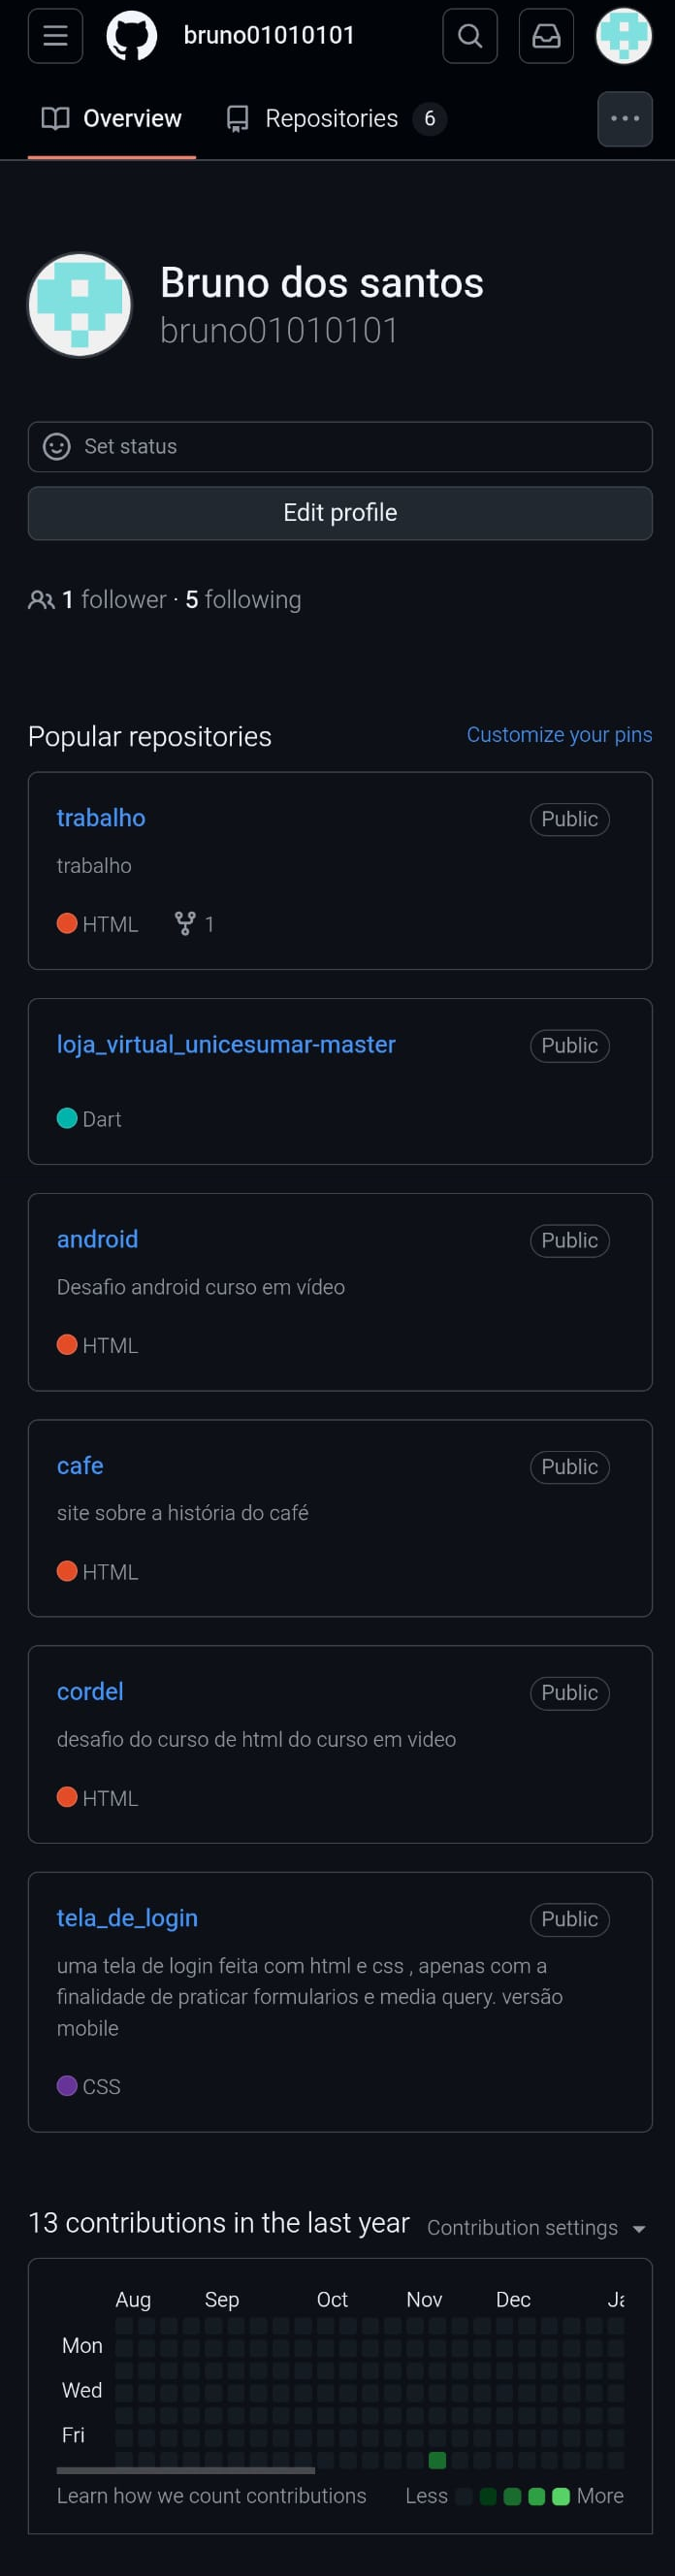 bruno01010101
Overview Repositories 6
Bruno dos santos
bruno01010101
Set status
Edit profile
1 follower · 5 following
Popular repositories Customize your pins
trabalho Public
trabalho
HTML 1
loja_virtual_unicesumar-master Public
Dart
android Public
Desafio android curso em vídeo
HTML
cafe Public
site sobre a história do café
HTML
cordel Public
desafio do curso de html do curso em video
HTML
tela_de_login Public
uma tela de login feita com html e css , apenas com a
finalidade de praticar formularios e media query. versão
mobile
CSS
13 contributions in the last year Contribution settings
Aug Sep Oct Nov Dec
Mon
Wed
Fri
Learn how we count contributions Less More